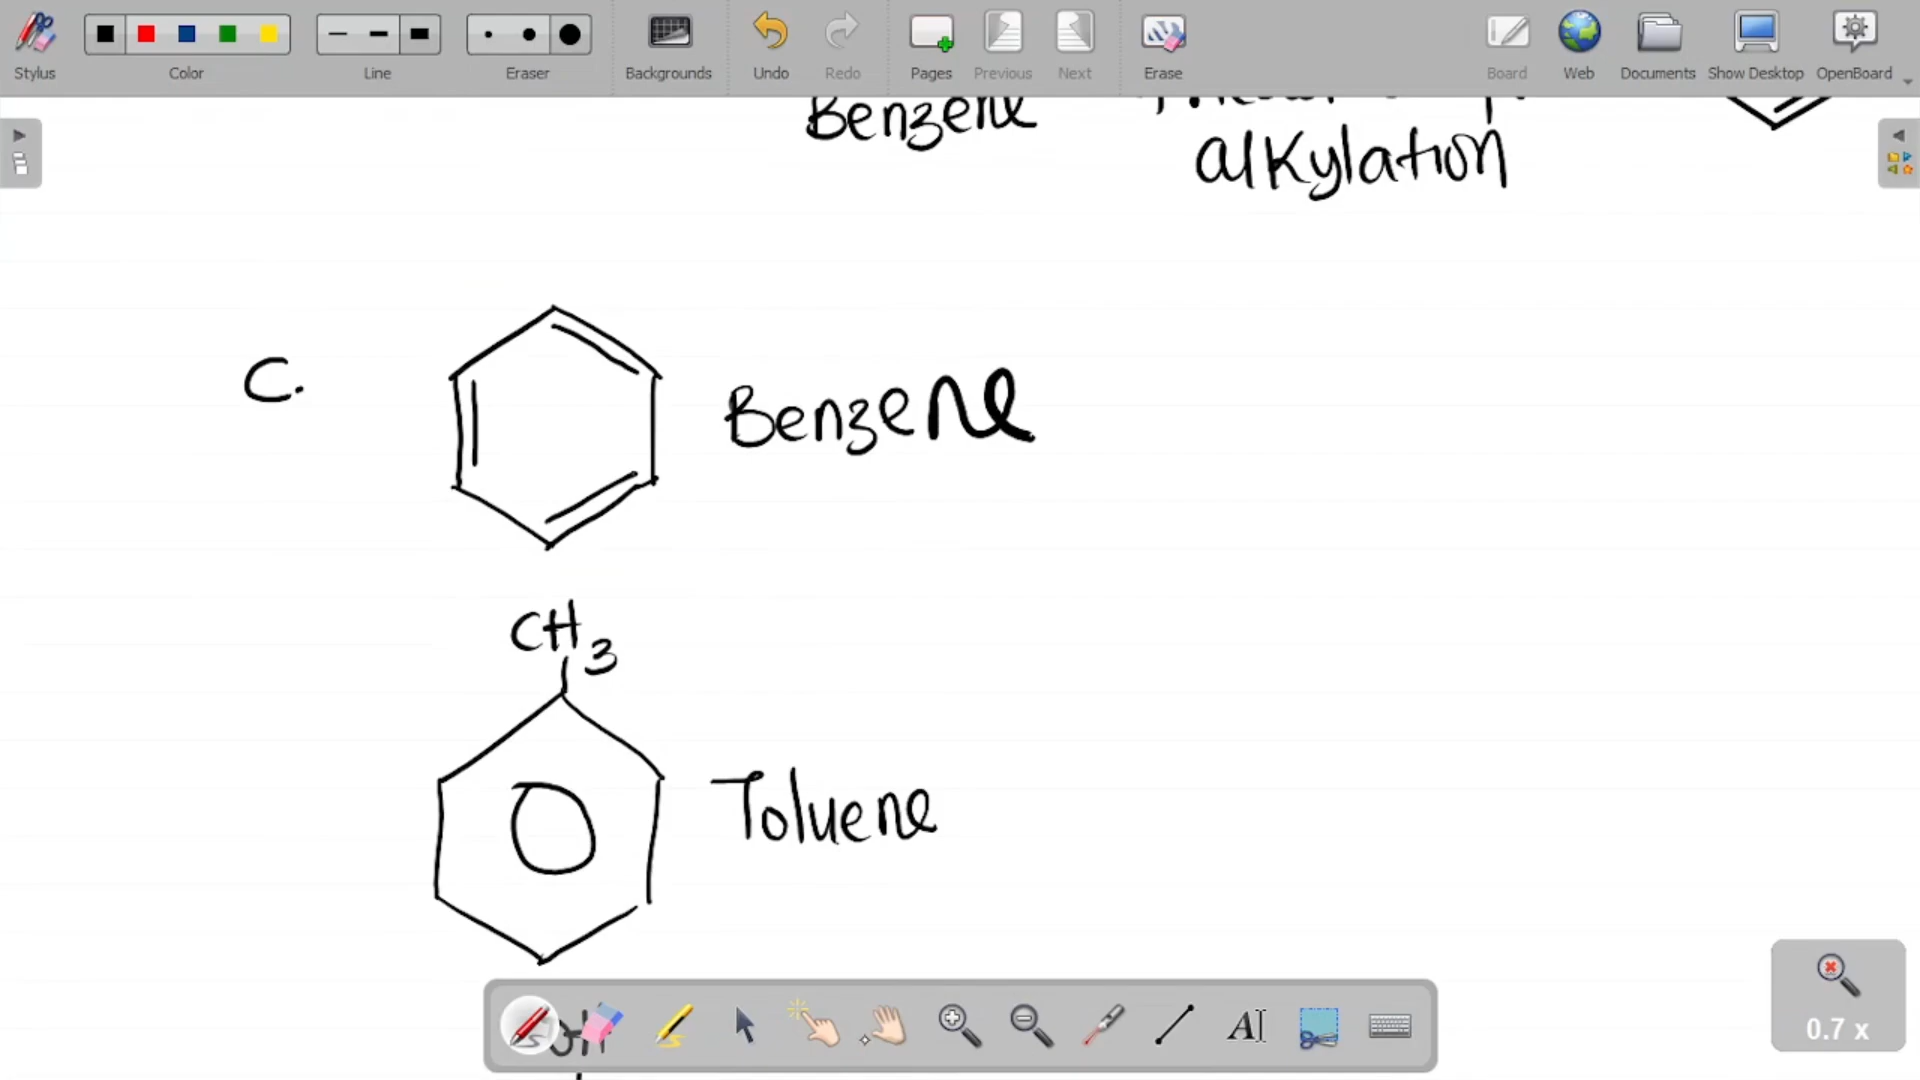 Stylus
Color
Line
Eraser
Backgrounds
Undo
Redo
Pages
Previous
Next
Erase
Board
Web
Documents
Show Desktop
OpenBoard
Benzene
alkylation
C.
Benzene
CH3
Toluene
OH
0.7 x